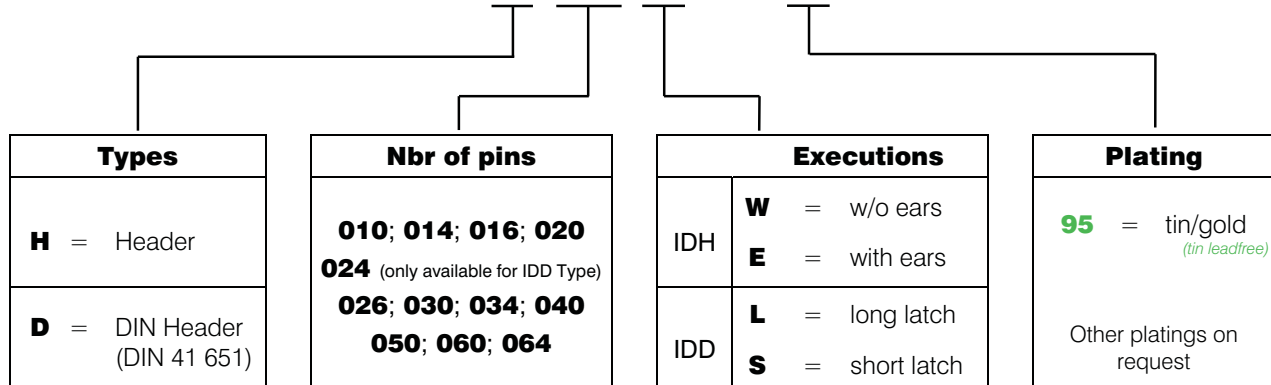 Types
H = Header
D = DIN Header
(DIN 41 651)
Nbr of pins
010; 014; 016; 020
024 (only available for IDD Type)
026; 030; 034; 040
050; 060; 064
Executions
IDH
W = w/o ears
E = with ears
IDD
L = long latch
S = short latch
Plating
95 = tin/gold
(tin leadfree)
Other platings on
request